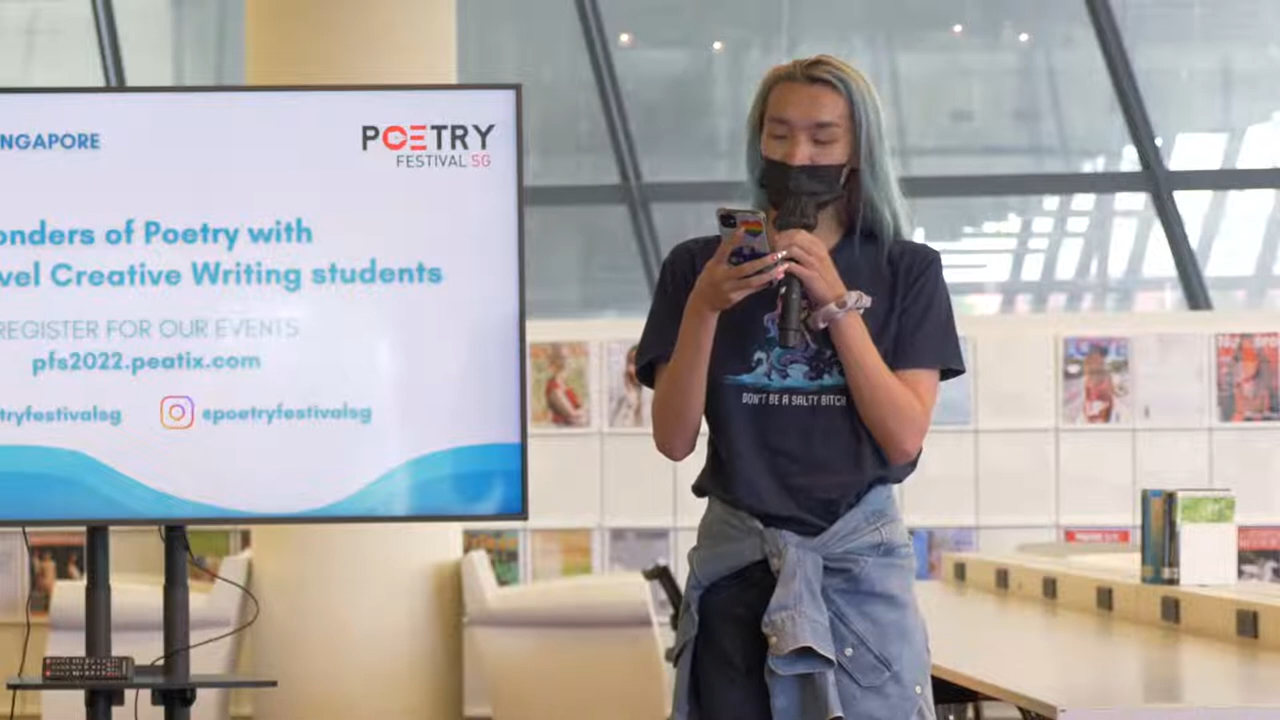 NGAPORE
POETRY
FESTIVAL SG
onders of Poetry with
vel Creative Writing students
REGISTER FOR OUR EVENTS
pfs2022.peatix.com
tryfestivalsg
@poetryfestivalsg
DON'T BE A SALTY BITCH